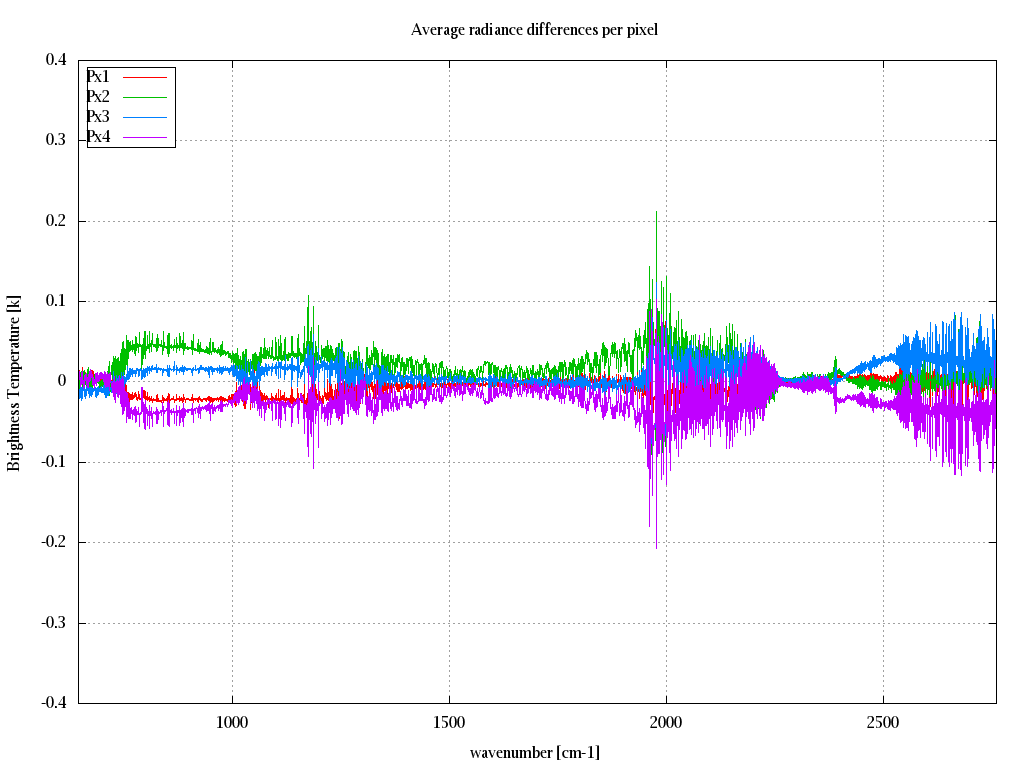 Average radiance differences per pixel
Px1
Px2
Px3
Px4
0.4
0.3
0.2
0.1
0
-0.1
-0.2
-0.3
-0.4
Brightness Temperature [k]
1000 1500 2000 2500
wavenumber [cm-1]